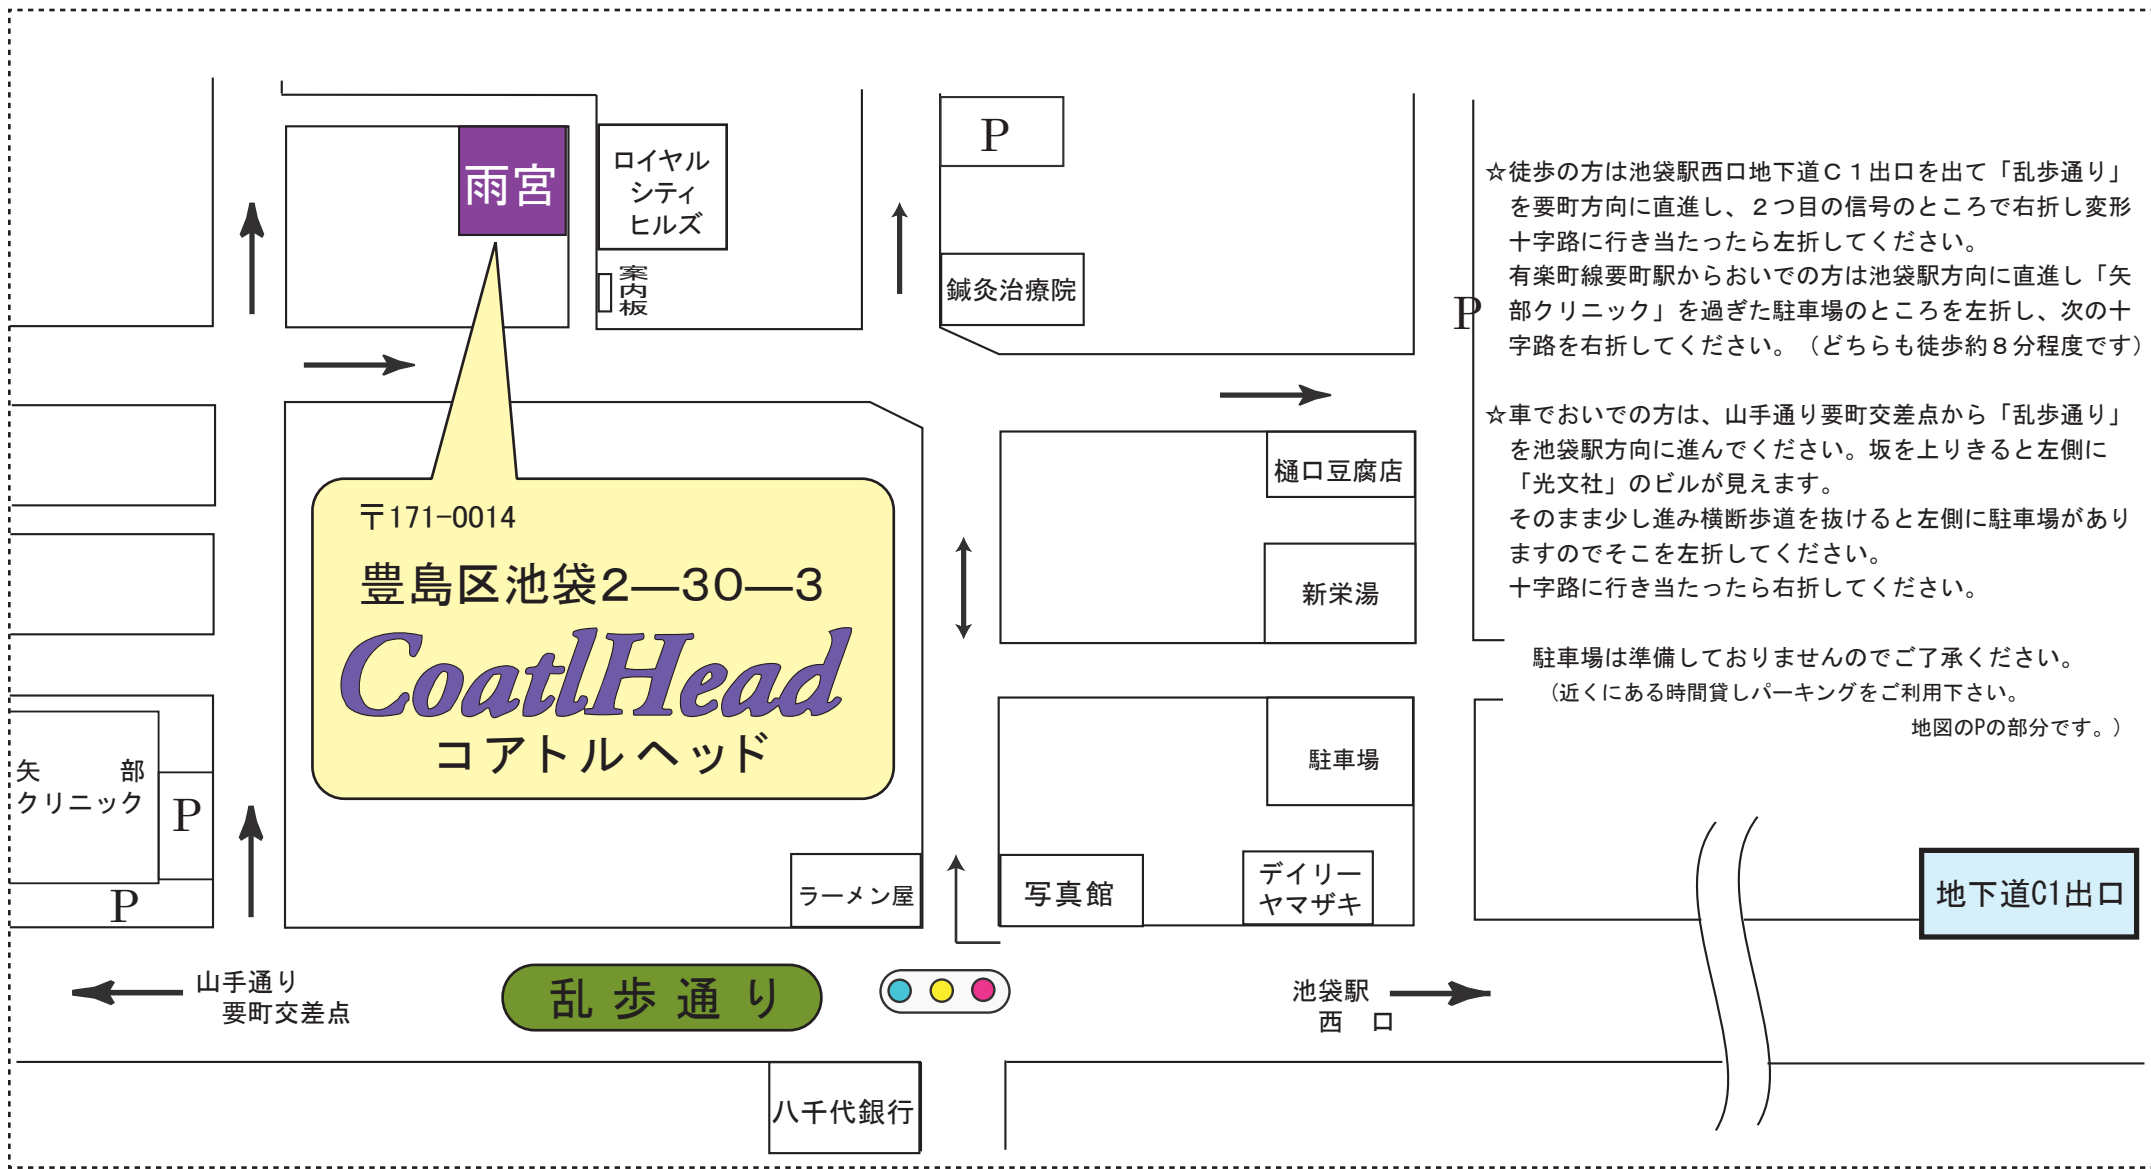 雨宮
ロイヤル
シティ
ヒルズ
案内板
P
鍼灸治療院
P
☆徒歩の方は池袋駅西口地下道C1出口を出て「乱歩通り」
を要町方向に直進し、2つ目の信号のところで右折し変形
十字路に行き当たったら左折してください。
有楽町線要町駅からおいでの方は池袋駅方向に直進し「矢
部クリニック」を過ぎた駐車場のところを左折し、次の十
字路を右折してください。（どちらも徒歩約8分程度です）
☆車でおいでの方は、山手通り要町交差点から「乱歩通り」
を池袋駅方向に進んでください。坂を上りきると左側に
「光文社」のビルが見えます。
そのまま少し進み横断歩道を抜けると左側に駐車場があり
ますのでそこを左折してください。
十字路に行き当たったら右折してください。
駐車場は準備しておりませんのでご了承ください。
（近くにある時間貸しパーキングをご利用下さい。
地図のPの部分です。）
〒171-0014
豊島区池袋2―30―3
CoatlHead
コアトルヘッド
樋口豆腐店
新栄湯
駐車場
矢 部
クリニック
P
P
ラーメン屋
写真館
デイリー
ヤマザキ
地下道C1出口
山手通り
要町交差点
乱歩通り
池袋駅
西 口
八千代銀行